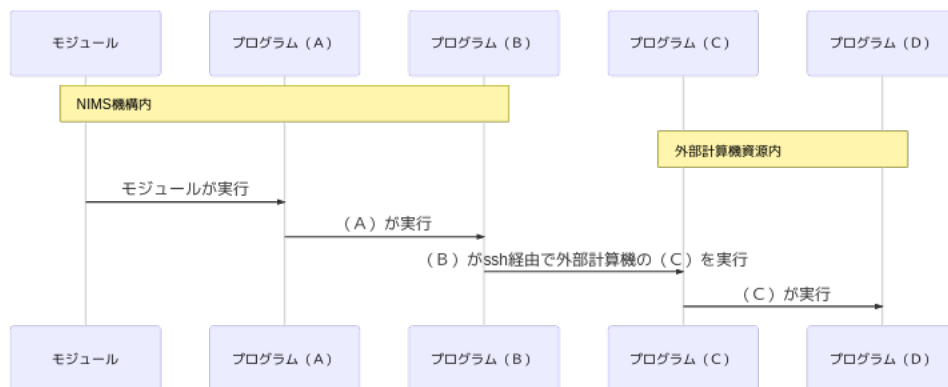 モジュール
プログラム（A）
プログラム（B）
プログラム（C）
プログラム（D）
NIMS機構内
外部計算機資源内
モジュールが実行
（A）が実行
（B）がssh経由で外部計算機の（C）を実行
（C）が実行
モジュール
プログラム（A）
プログラム（B）
プログラム（C）
プログラム（D）